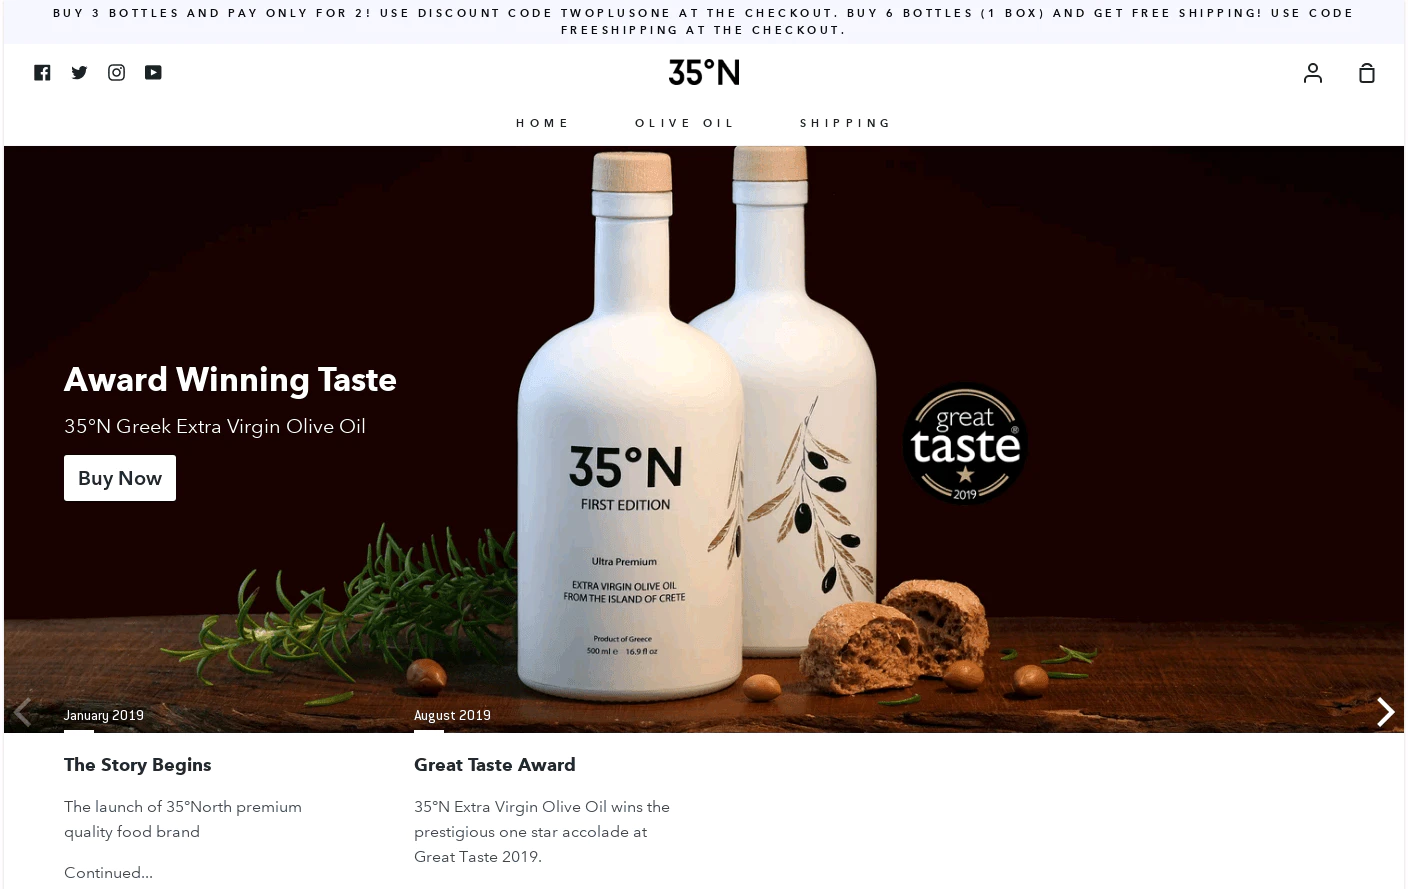 BUY 3 BOTTLES AND PAY ONLY FOR 2! USE DISCOUNT CODE TWOPLUSONE AT THE CHECKOUT. BUY 6 BOTTLES (1 BOX) AND GET FREE SHIPPING! USE CODE
FREESHIPPING AT THE CHECKOUT.
35°N
HOME OLIVE OIL SHIPPING
Award Winning Taste
35°N Greek Extra Virgin Olive Oil
Buy Now
35°N
FIRST EDITION
Ultra Premium
EXTRA VIRGIN OLIVE OIL
FROM THE ISLAND OF CRETE
Product of Greece
500 ml e 16.9 fl oz
great
taste®
2019
January 2019
The Story Begins
The launch of 35°North premium
quality food brand
Continued...
August 2019
Great Taste Award
35°N Extra Virgin Olive Oil wins the
prestigious one star accolade at
Great Taste 2019.